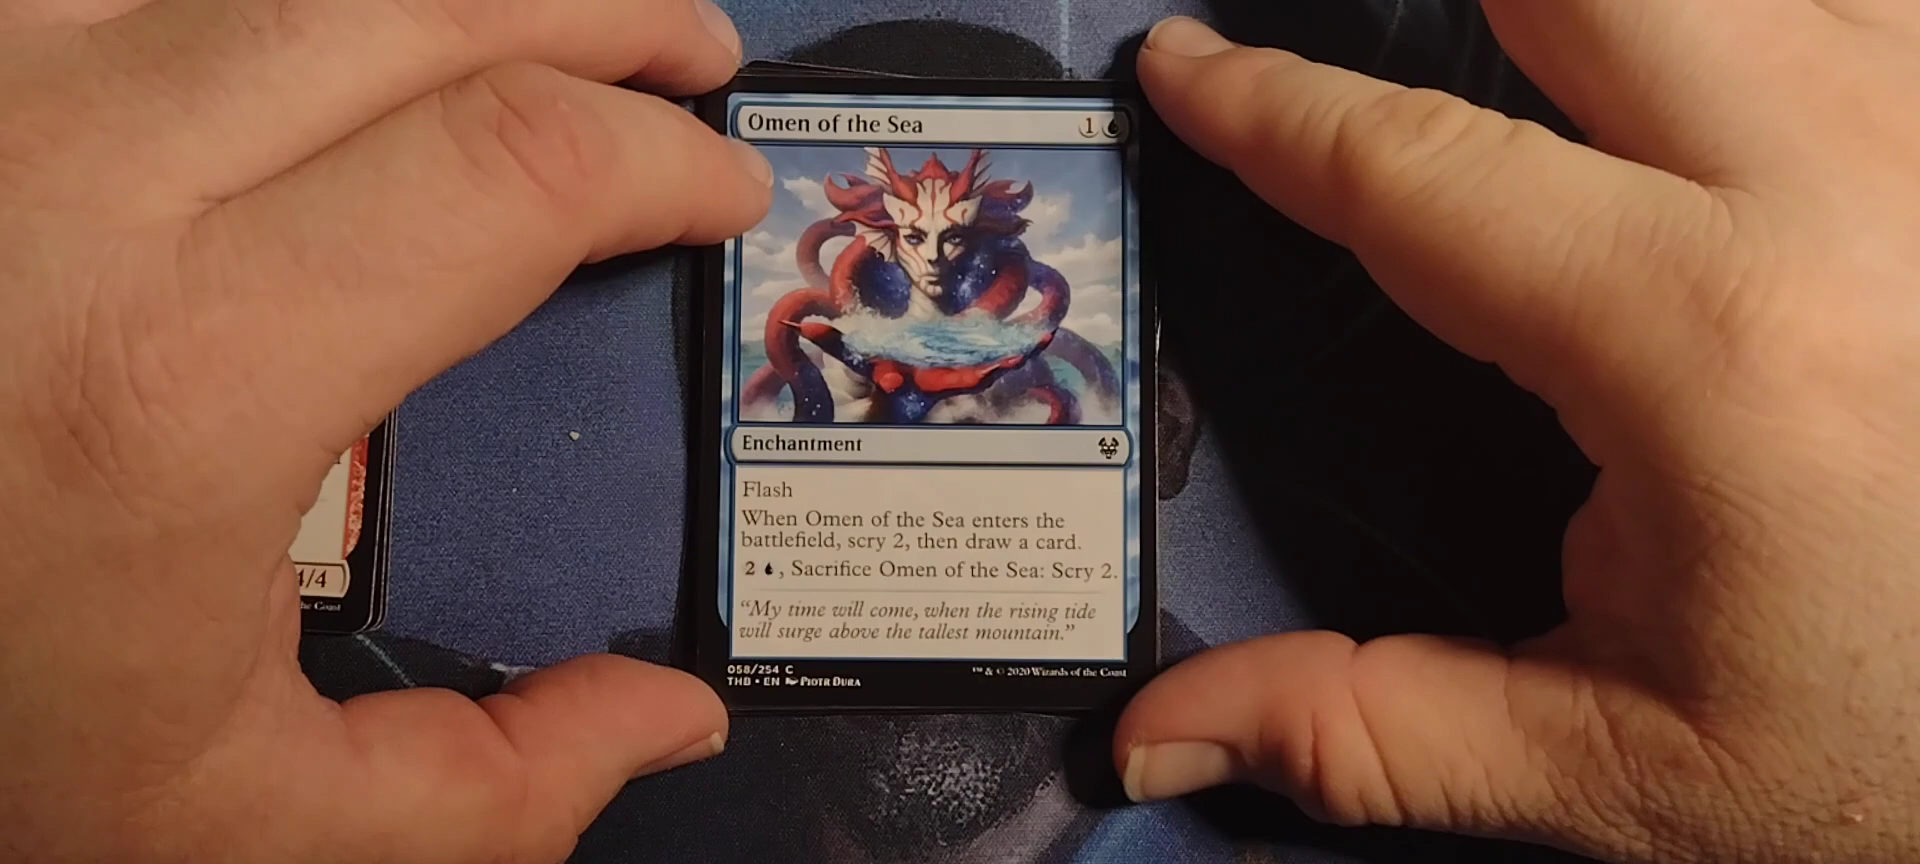 Omen of the Sea 1
Enchantment
Flash
When Omen of the Sea enters the
battlefield, scry 2, then draw a card.
2 , Sacrifice Omen of the Sea: Scry 2.
“My time will come, when the rising tide
will surge above the tallest mountain.”
058/254 C
THB • EN Piotr Dura
™ & © 2020 Wizards of the Coast
4/4
the Coast